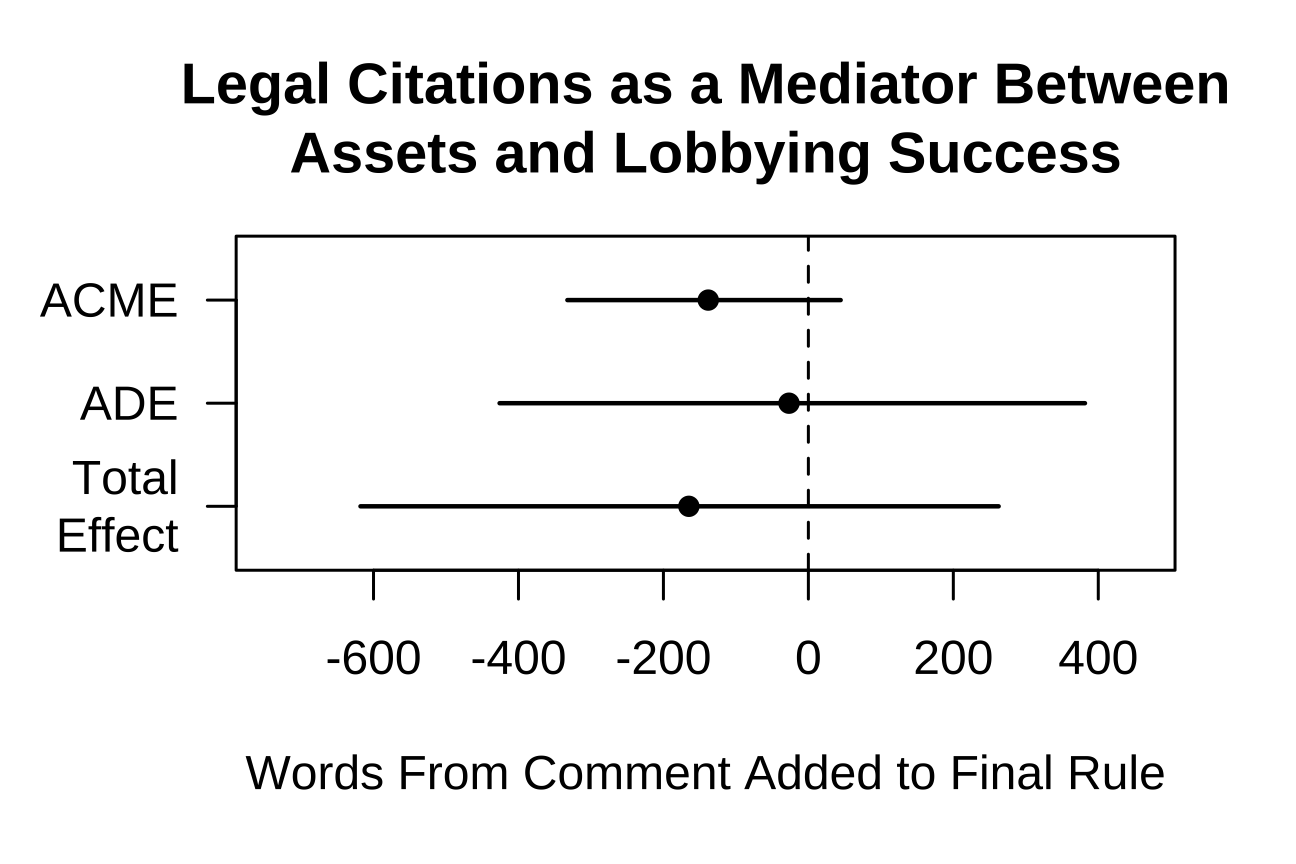 Legal Citations as a Mediator Between
Assets and Lobbying Success
ACME
ADE
Total
Effect
-600 -400 -200 0 200 400
Words From Comment Added to Final Rule